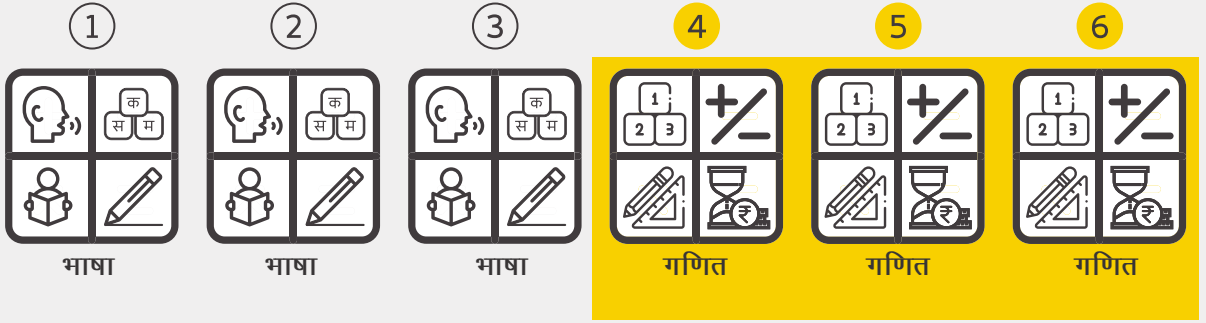 1 2 3 4 5 6
क क क 1 1 1
स म स म स म 2 3 2 3 2 3
₹ ₹ ₹
भाषा भाषा भाषा गणित गणित गणित